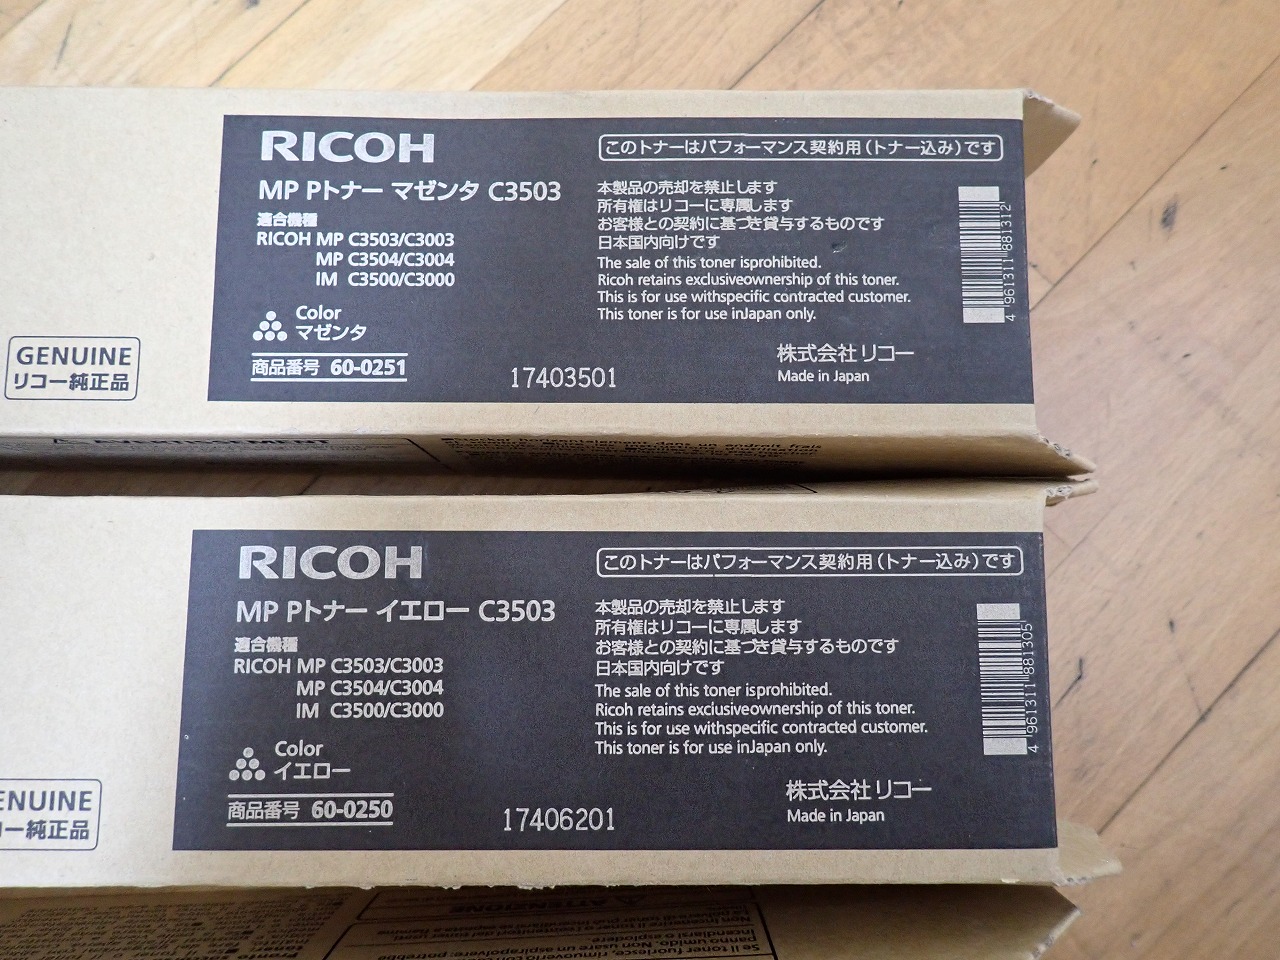 RICOH
MP Pトナー マゼンタ C3503
適合機種
RICOH MP C3503/C3003
MP C3504/C3004
IM C3500/C3000
Color
マゼンタ
商品番号 60-0251
17403501
このトナーはパフォーマンス契約用(トナー込み)です
本製品の売却を禁止します
所有権はリコーに専属します
お客様との契約に基づき貸与するものです
日本国内向けです
The sale of this toner isprohibited.
Ricoh retains exclusiveownership of this toner.
This is for use withspecific contracted customer.
This toner is for use inJapan only.
株式会社リコー
Made in Japan
4 961311 881312
GENUINE
リコー純正品
AVERTISSEMENT
RICOH
MP Pトナー イエロー C3503
適合機種
RICOH MP C3503/C3003
MP C3504/C3004
IM C3500/C3000
Color
イエロー
商品番号 60-0250
17406201
このトナーはパフォーマンス契約用(トナー込み)です
本製品の売却を禁止します
所有権はリコーに専属します
お客様との契約に基づき貸与するものです
日本国内向けです
The sale of this toner isprohibited.
Ricoh retains exclusiveownership of this toner.
This is for use withspecific contracted customer.
This toner is for use inJapan only.
株式会社リコー
Made in Japan
4 961311 881305
ENUINE
ー純正品
ATTENZIONE